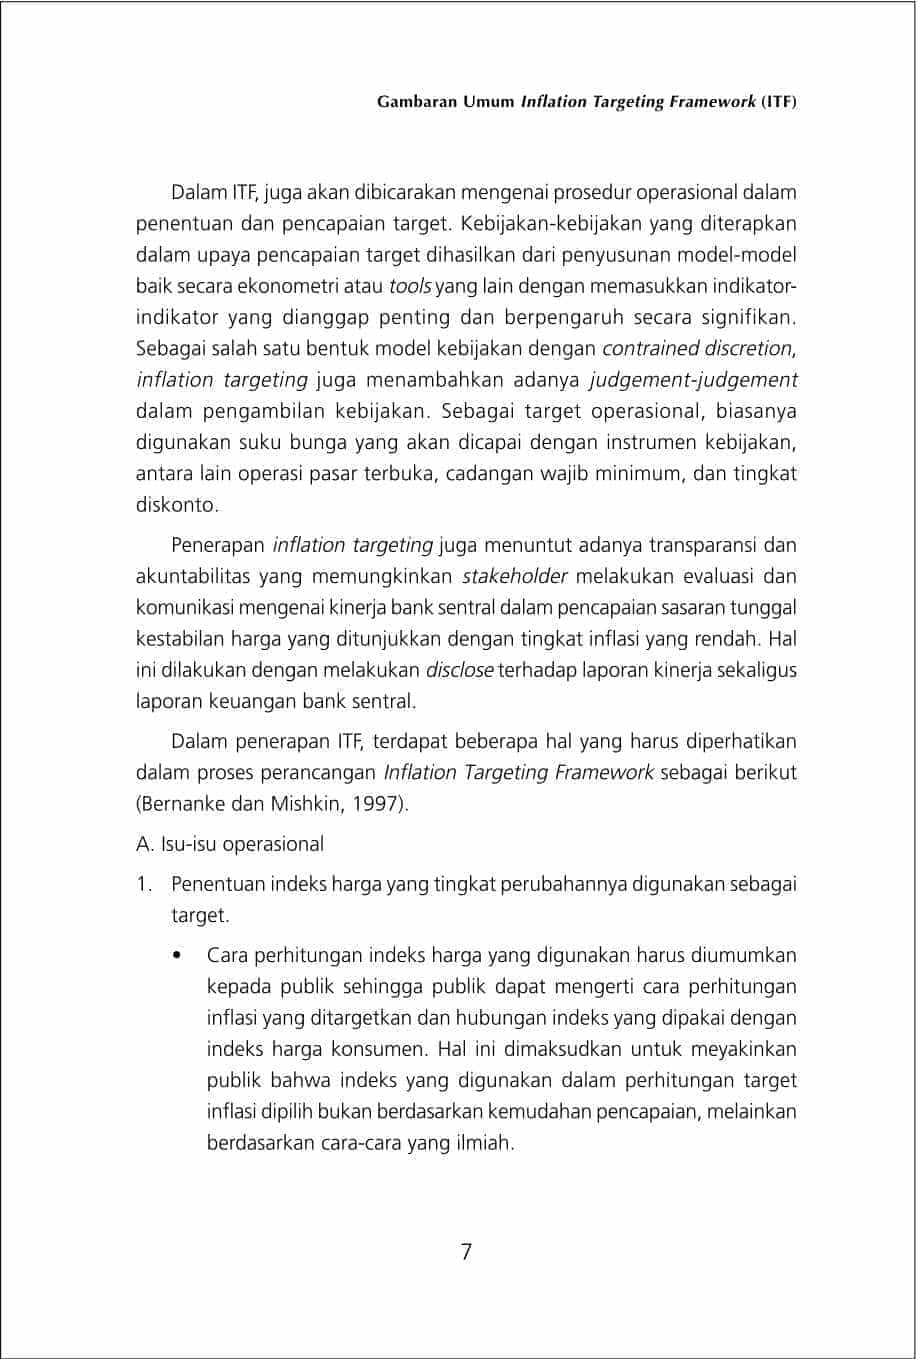 Gambaran Umum Inflation Targeting Framework (ITF)
Dalam ITF, juga akan dibicarakan mengenai prosedur operasional dalam
penentuan dan pencapaian target. Kebijakan-kebijakan yang diterapkan
dalam upaya pencapaian target dihasilkan dari penyusunan model-model
baik secara ekonometri atau tools yang lain dengan memasukkan indikator-
indikator yang dianggap penting dan berpengaruh secara signifikan.
Sebagai salah satu bentuk model kebijakan dengan contrained discretion,
inflation targeting juga menambahkan adanya judgement-judgement
dalam pengambilan kebijakan. Sebagai target operasional, biasanya
digunakan suku bunga yang akan dicapai dengan instrumen kebijakan,
antara lain operasi pasar terbuka, cadangan wajib minimum, dan tingkat
diskonto.
Penerapan inflation targeting juga menuntut adanya transparansi dan
akuntabilitas yang memungkinkan stakeholder melakukan evaluasi dan
komunikasi mengenai kinerja bank sentral dalam pencapaian sasaran tunggal
kestabilan harga yang ditunjukkan dengan tingkat inflasi yang rendah. Hal
ini dilakukan dengan melakukan disclose terhadap laporan kinerja sekaligus
laporan keuangan bank sentral.
Dalam penerapan ITF, terdapat beberapa hal yang harus diperhatikan
dalam proses perancangan Inflation Targeting Framework sebagai berikut
(Bernanke dan Mishkin, 1997).
A. Isu-isu operasional
1. Penentuan indeks harga yang tingkat perubahannya digunakan sebagai
target.
• Cara perhitungan indeks harga yang digunakan harus diumumkan
kepada publik sehingga publik dapat mengerti cara perhitungan
inflasi yang ditargetkan dan hubungan indeks yang dipakai dengan
indeks harga konsumen. Hal ini dimaksudkan untuk meyakinkan
publik bahwa indeks yang digunakan dalam perhitungan target
inflasi dipilih bukan berdasarkan kemudahan pencapaian, melainkan
berdasarkan cara-cara yang ilmiah.
7